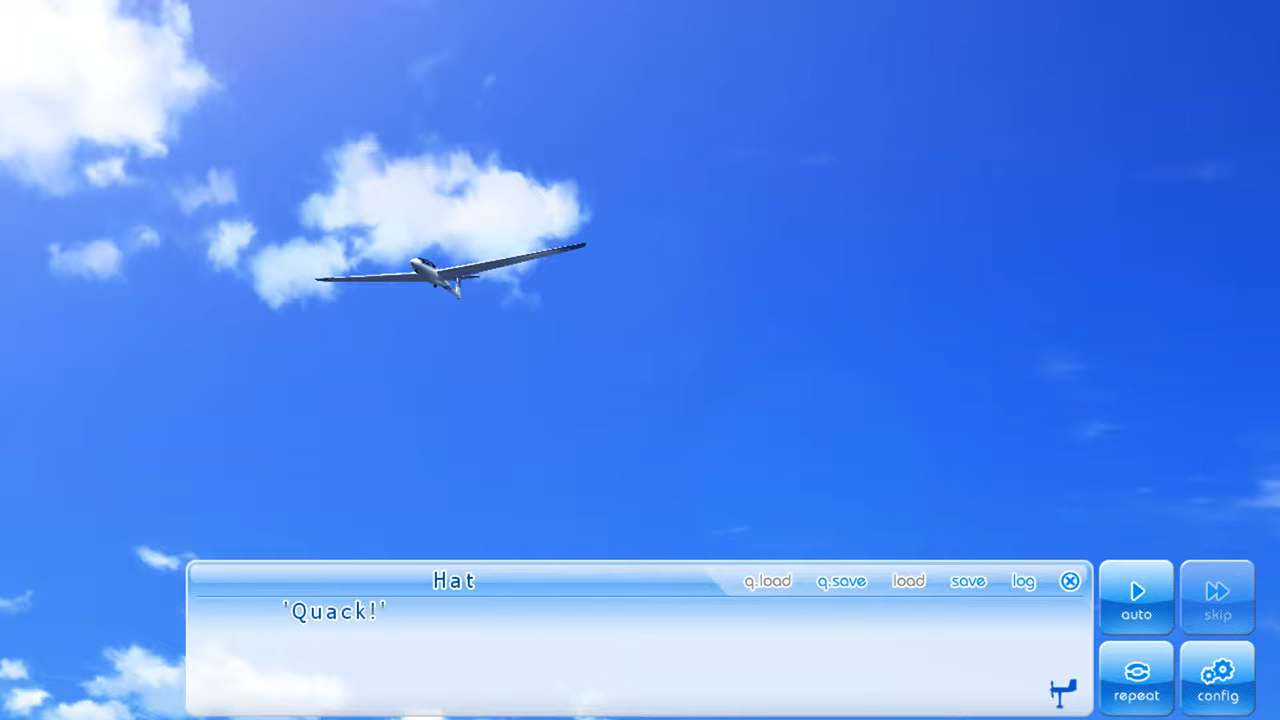 Hat
q.load q.save load save log
'Quack!'
auto
skip
repeat
config